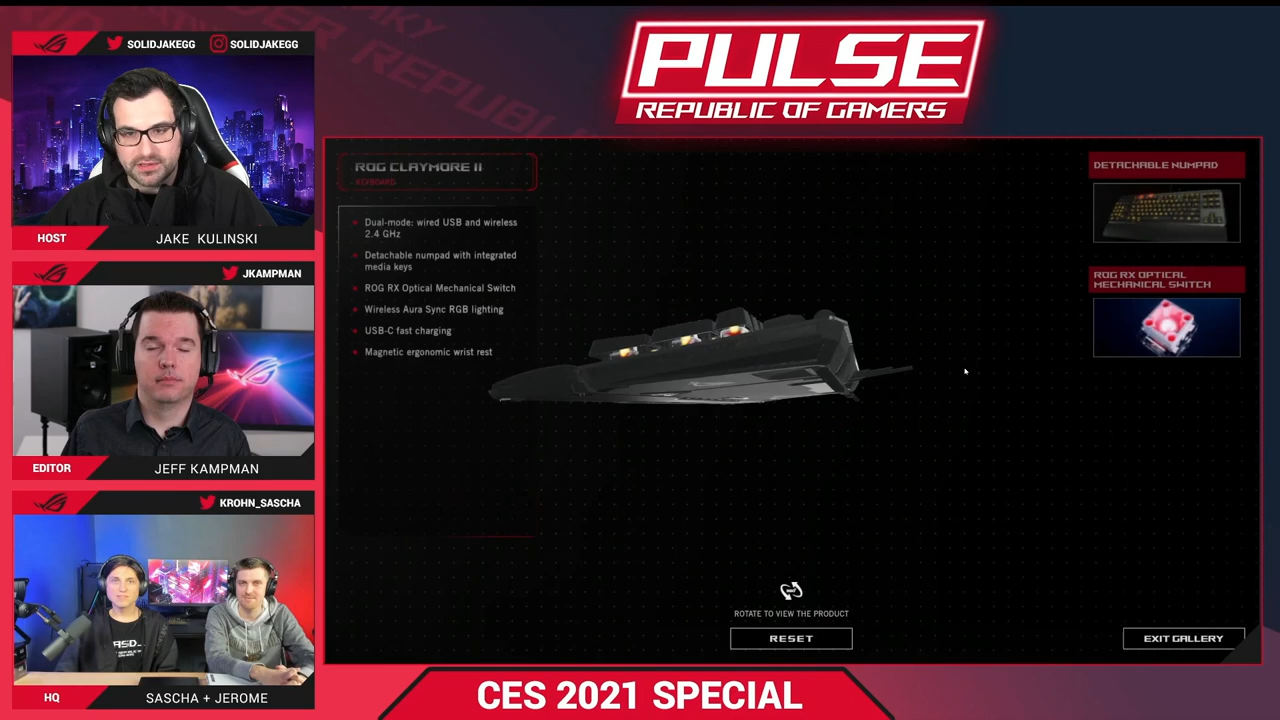 SOLIDJAKEGG SOLIDJAKEGG
HOST JAKE KULINSKI
JKAMPMAN
EDITOR JEFF KAMPMAN
KROHN_SASCHA
HQ SASCHA + JEROME
PULSE
REPUBLIC OF GAMERS
ROG CLAYMORE II
KEYBOARD
Dual-mode: wired USB and wireless
2.4 GHz
Detachable numpad with integrated
media keys
ROG RX Optical Mechanical Switch
Wireless Aura Sync RGB lighting
USB-C fast charging
Magnetic ergonomic wrist rest
DETACHABLE NUMPAD
ROG RX OPTICAL
MECHANICAL SWITCH
ROTATE TO VIEW THE PRODUCT
RESET
EXIT GALLERY
CES 2021 SPECIAL